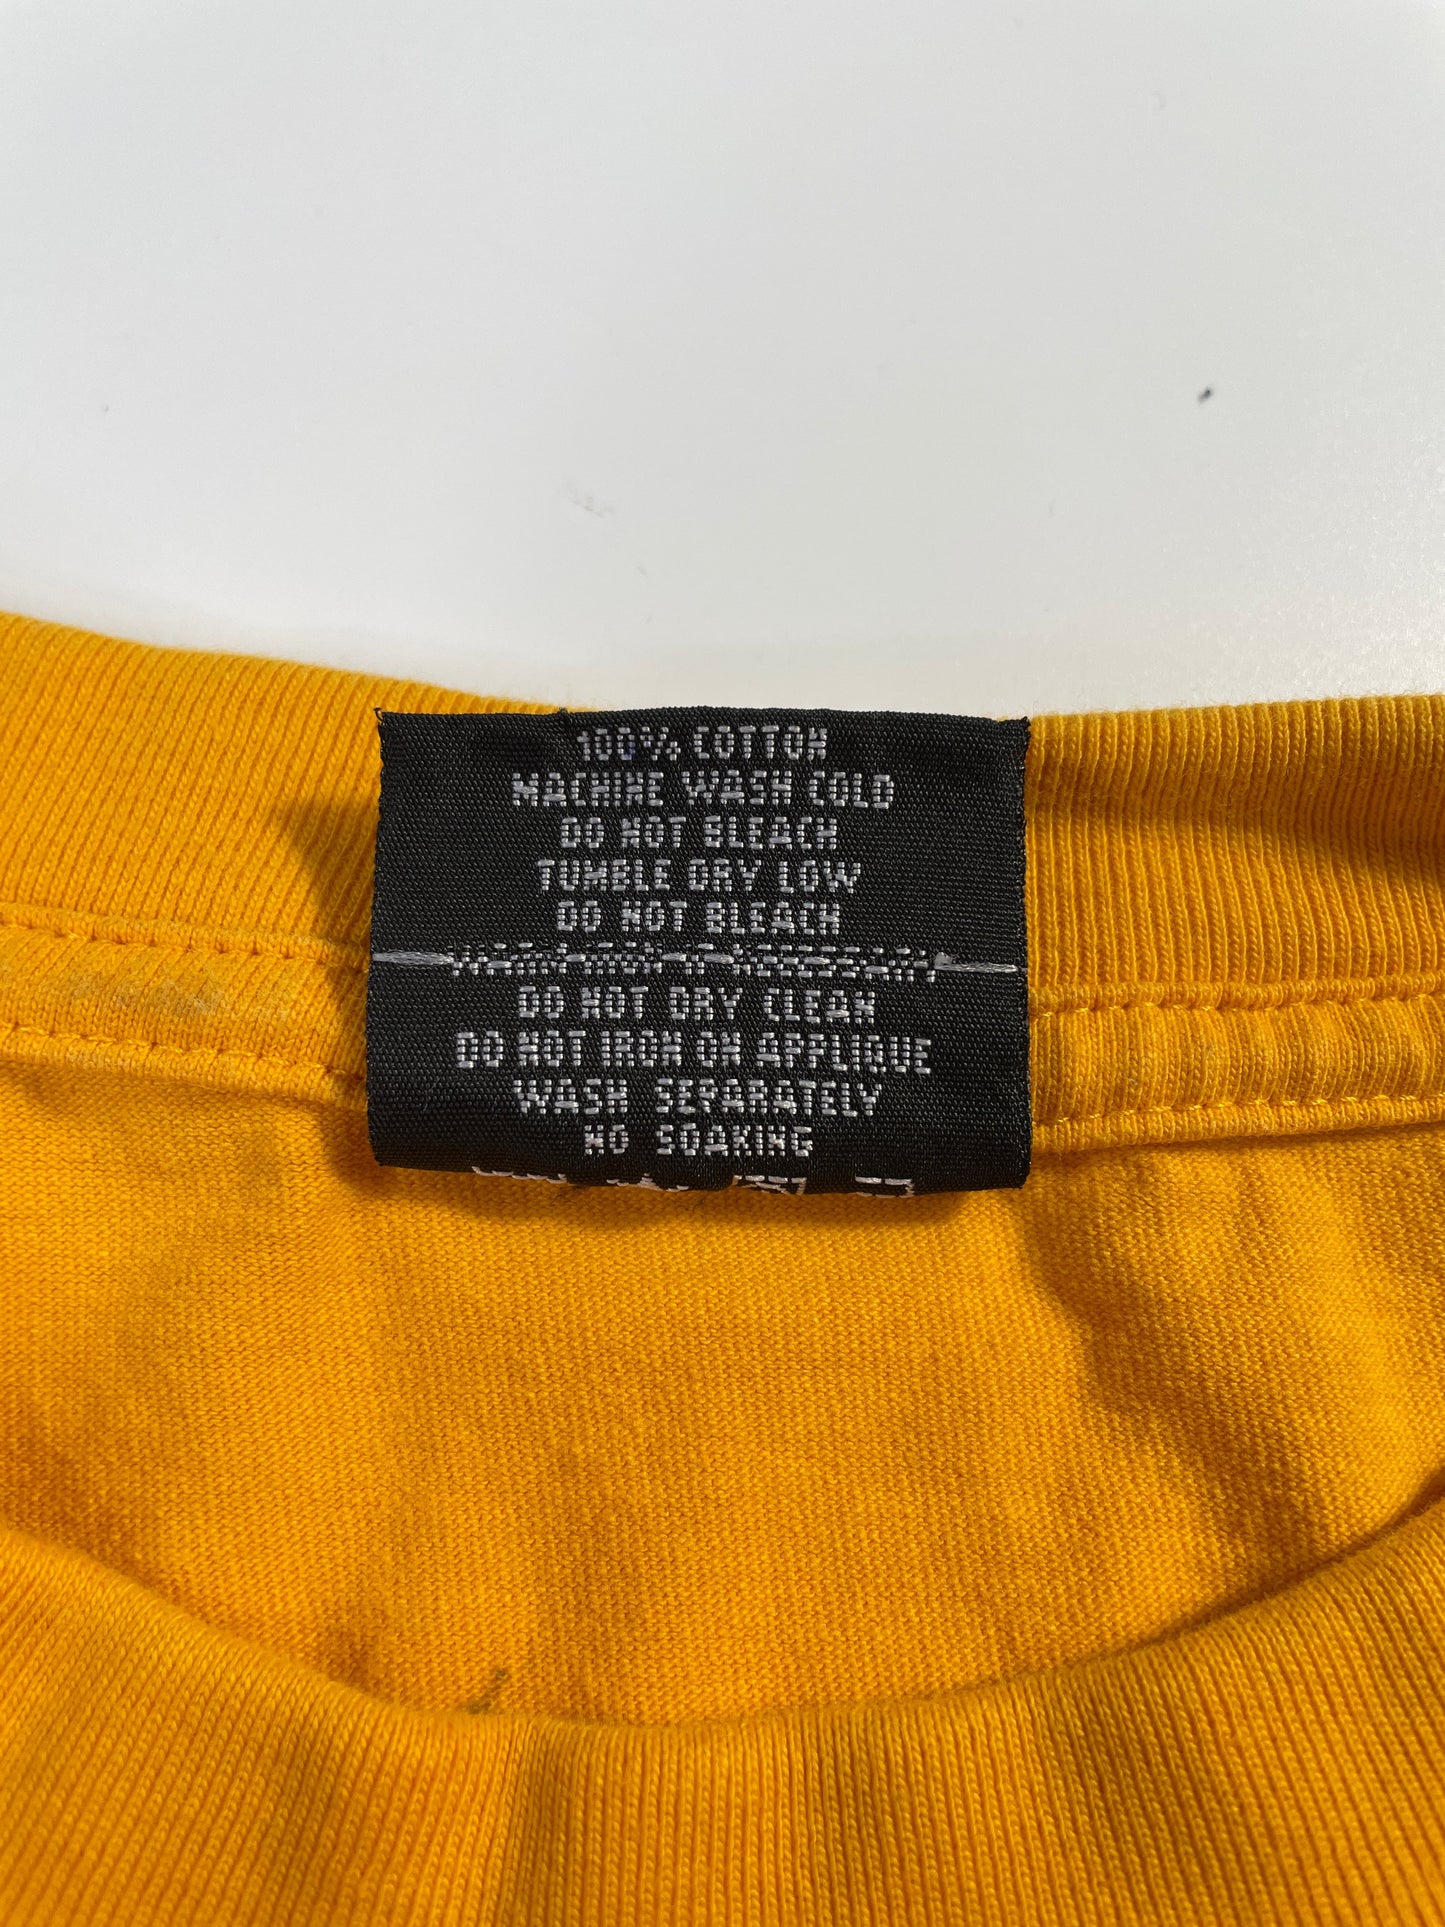 100% COTTON
MACHINE WASH COLD
DO NOT BLEACH
TUMBLE DRY LOW
DO NOT BLEACH
DO NOT DRY CLEAN
DO NOT IRON ON APPLIQUE
WASH SEPARATELY
NO SOAKING